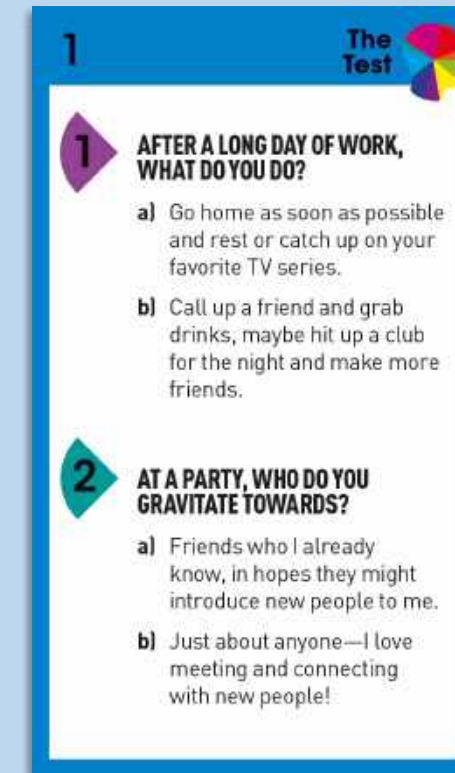 1
The
Test
1
AFTER A LONG DAY OF WORK,
WHAT DO YOU DO?
a) Go home as soon as possible
and rest or catch up on your
favorite TV series.
b) Call up a friend and grab
drinks, maybe hit up a club
for the night and make more
friends.
2
AT A PARTY, WHO DO YOU
GRAVITATE TOWARDS?
a) Friends who I already
know, in hopes they might
introduce new people to me.
b) Just about anyone—I love
meeting and connecting
with new people!